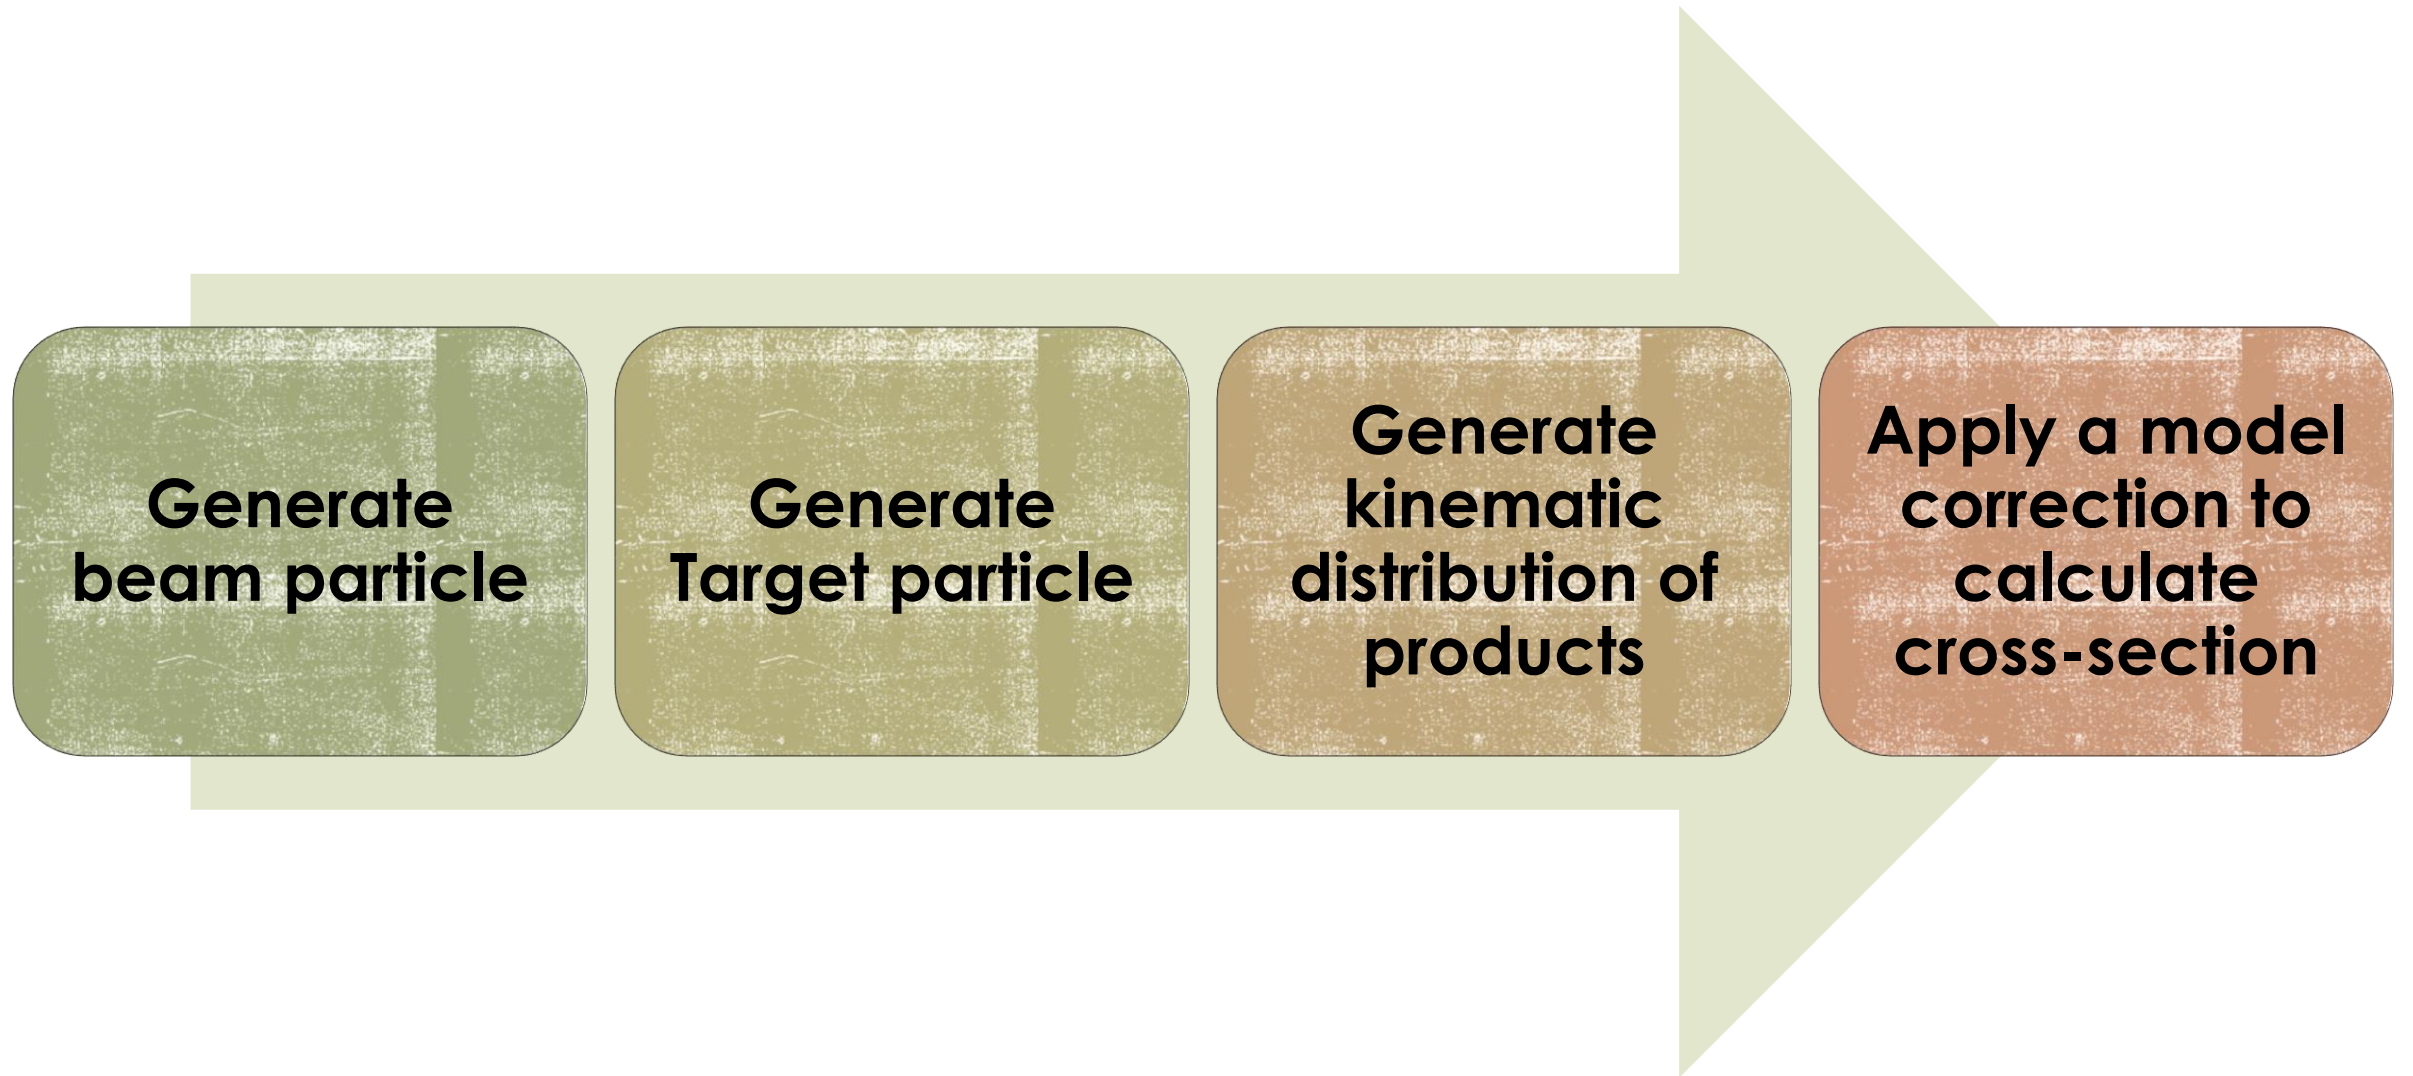 Generate
beam particle
Generate
Target particle
Generate
kinematic
distribution of
products
Apply a model
correction to
calculate
cross-section